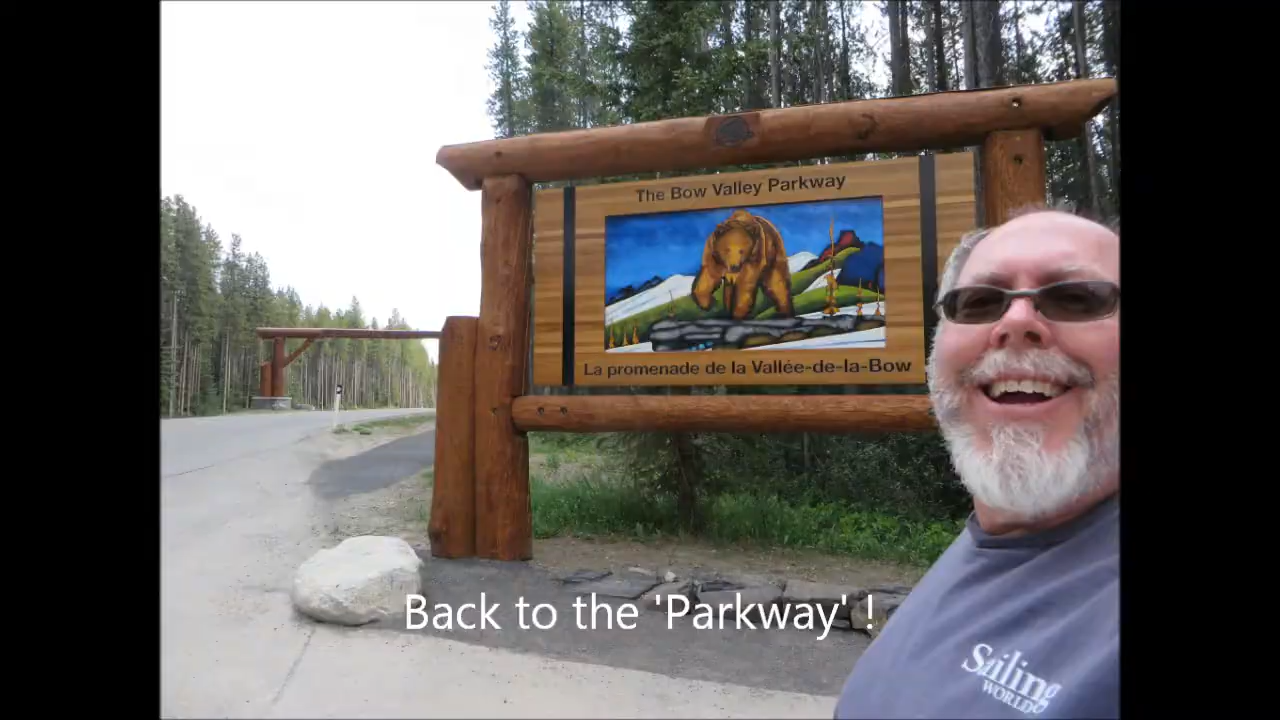 The Bow Valley Parkway
La promenade de la Vallée-de-la-Bow
Back to the 'Parkway' !
Sailing
WORLD